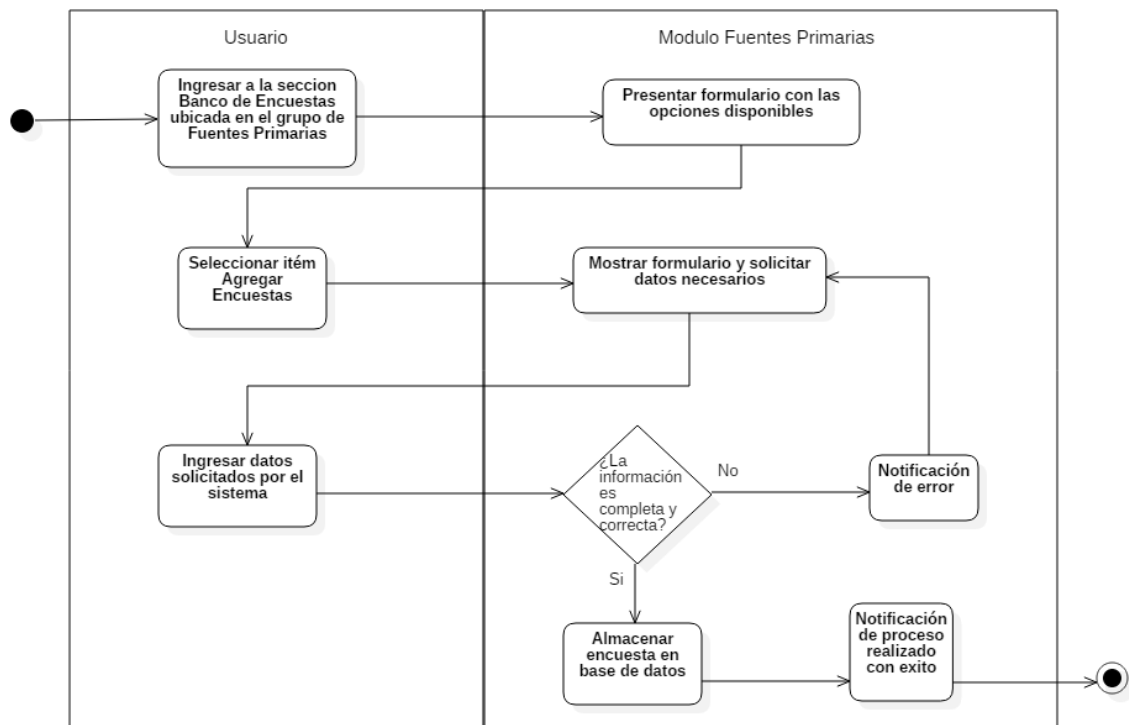 Usuario
Modulo Fuentes Primarias
Ingresar a la seccion
Banco de Encuestas
ubicada en el grupo de
Fuentes Primarias
Presentar formulario con las
opciones disponibles
Seleccionar itém
Agregar
Encuestas
Mostrar formulario y solicitar
datos necesarios
Ingresar datos
solicitados por el
sistema
¿La
información
es
completa y
correcta?
No
Notificación
de error
Si
Almacenar
encuesta en
base de datos
Notificación
de proceso
realizado
con exito